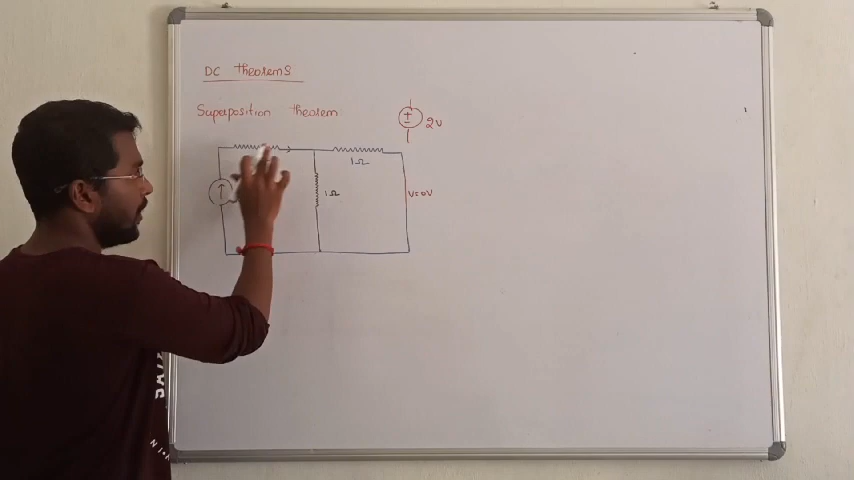 DC Theorems
Superposition theorem
+
-
2V
1Ω
1Ω
V=0V